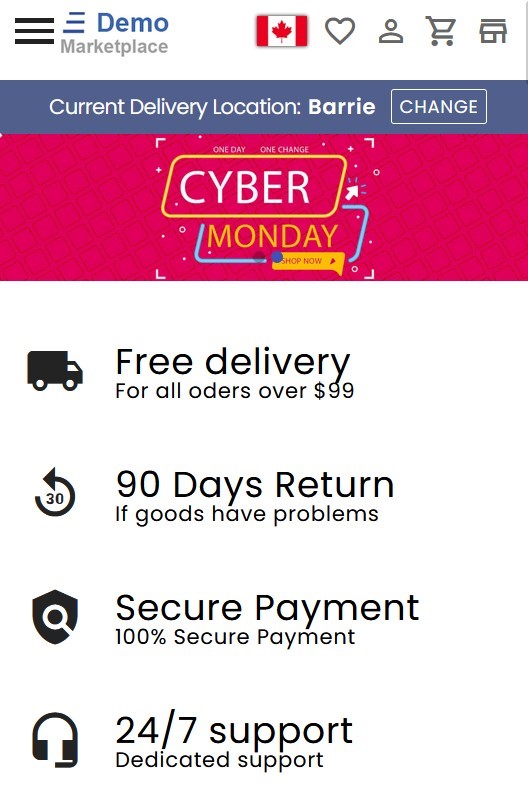 Demo
Marketplace
Current Delivery Location: Barrie CHANGE
ONE DAY ONE CHANGE
CYBER
MONDAY
SHOP NOW
Free delivery
For all oders over $99
30
90 Days Return
If goods have problems
Secure Payment
100% Secure Payment
24/7 support
Dedicated support